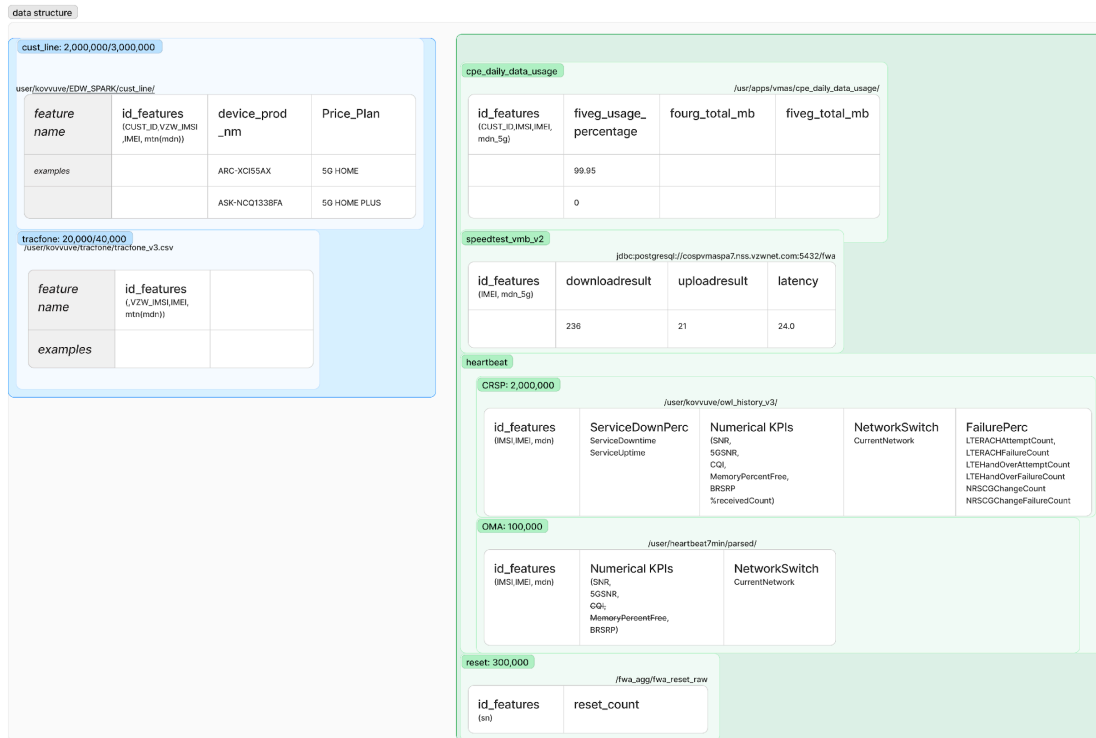 data structure
cust_line: 2,000,000/3,000,000
user/kovvuve/EDW_SPARK/cust_line/
feature
name
id_features
(CUST_ID,VZW_IMSI
,IMEI, mtn(mdn))
device_prod
_nm
Price_Plan
examples
ARC-XCI55AX
5G HOME
ASK-NCQ1338FA
5G HOME PLUS
tracfone: 20,000/40,000
/user/kovvuve/tracfone/tracfone_v3.csv
feature
name
id_features
(,VZW_IMSI,IMEI,
mtn(mdn))
examples
cpe_daily_data_usage
/usr/apps/vmas/cpe_daily_data_usage/
id_features
(CUST_ID,IMSI,IMEI,
mdn_5g)
fiveg_usage_
percentage
fourg_total_mb
fiveg_total_mb
99.95
0
speedtest_vmb_v2
jdbc:postgresql://cospvmaspa7.nss.vzwnet.com:5432/fwa
id_features
(IMEI, mdn_5g)
downloadresult
uploadresult
latency
236
21
24.0
heartbeat
CRSP: 2,000,000
/user/kovvuve/owl_history_v3/
id_features
(IMSI,IMEI, mdn)
ServiceDownPerc
ServiceDowntime
ServiceUptime
Numerical KPIs
(SNR,
5GSNR,
CQI,
MemoryPercentFree,
BRSRP
%receivedCount)
NetworkSwitch
CurrentNetwork
FailurePerc
LTERACHAttemptCount,
LTERACHFailureCount
LTEHandOverAttemptCount
LTEHandOverFailureCount
NRSCGChangeCount
NRSCGChangeFailureCount
OMA: 100,000
/user/heartbeat7min/parsed/
id_features
(IMSI,IMEI, mdn)
Numerical KPIs
(SNR,
5GSNR,
CQI,
MemoryPercentFree,
BRSRP)
NetworkSwitch
CurrentNetwork
reset: 300,000
/fwa_agg/fwa_reset_raw
id_features
(sn)
reset_count